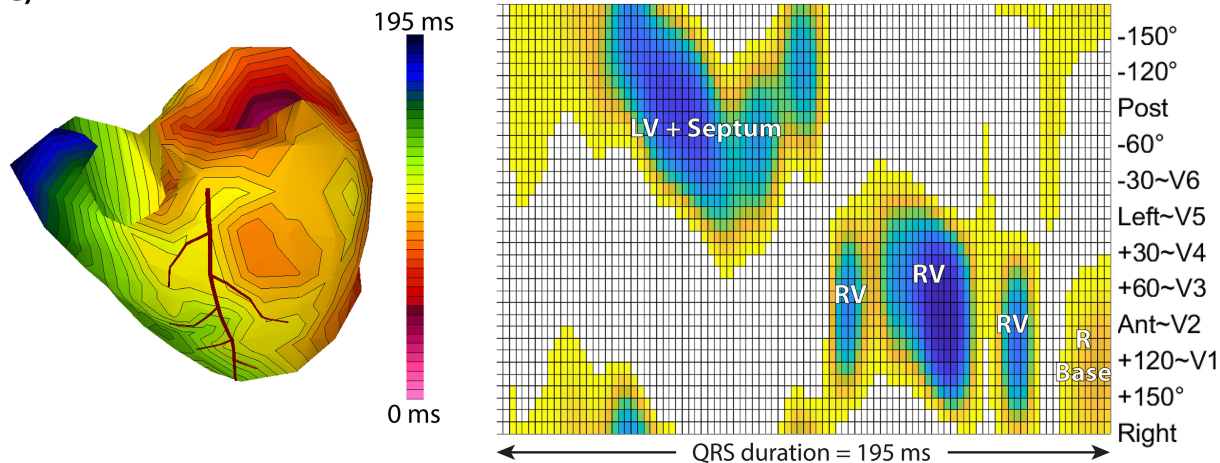 195 ms
0 ms
LV + Septum
RV
RV
RV
R
Base
-150°
-120°
Post
-60°
-30~V6
Left~V5
+30~V4
+60~V3
Ant~V2
+120~V1
+150°
Right
QRS duration = 195 ms